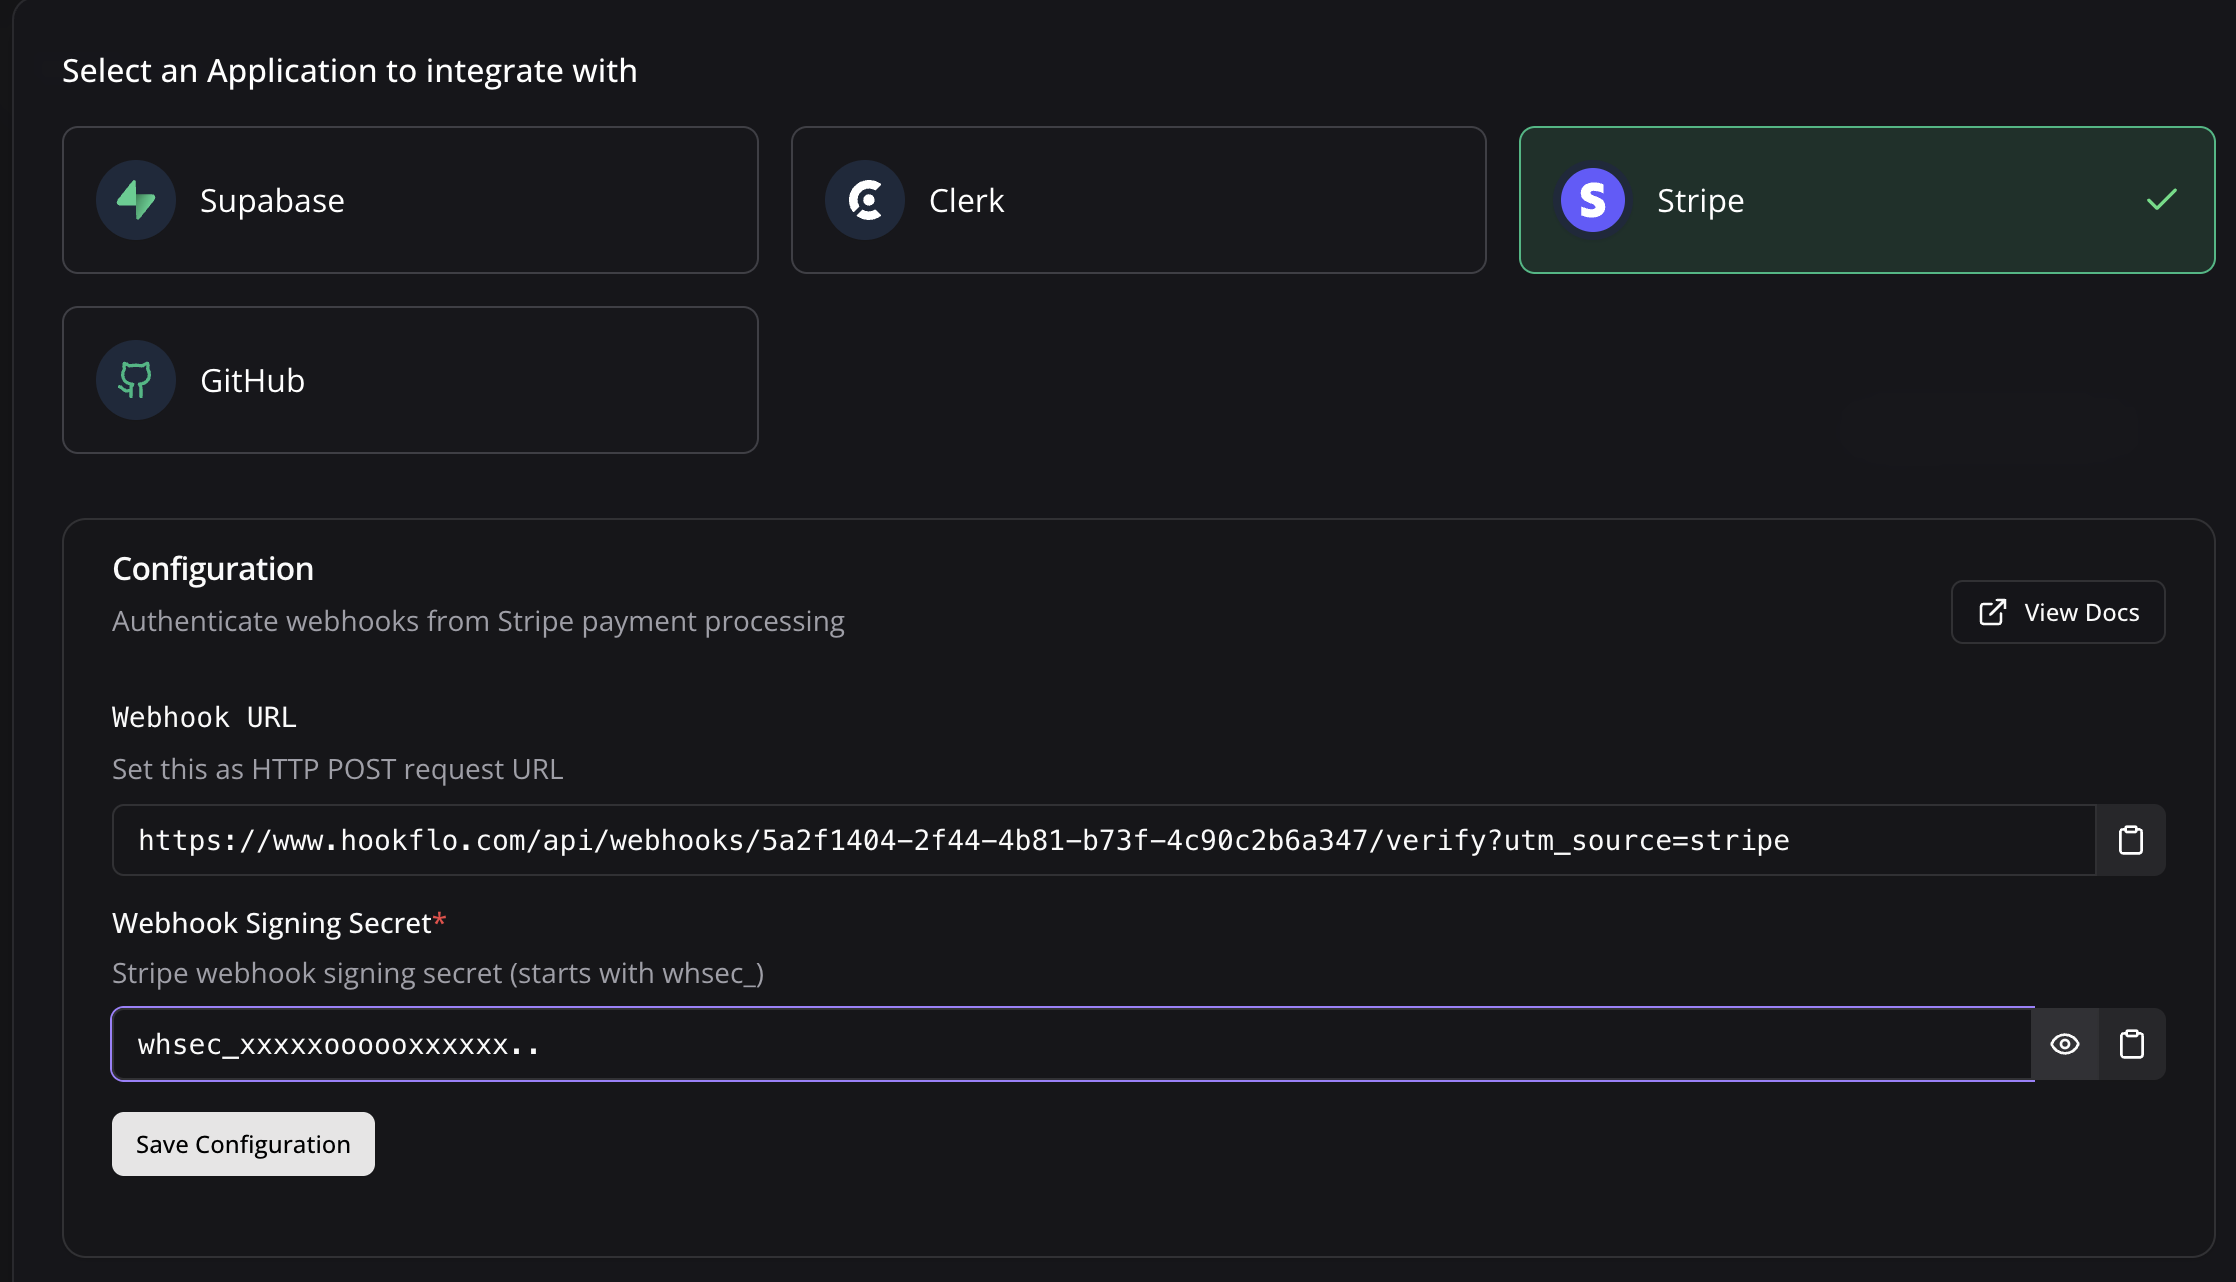 Select an Application to integrate with
Supabase
Clerk
Stripe
GitHub
Configuration
Authenticate webhooks from Stripe payment processing
View Docs
Webhook URL
Set this as HTTP POST request URL
https://www.hookflo.com/api/webhooks/5a2f1404-2f44-4b81-b73f-4c90c2b6a347/verify?utm_source=stripe
Webhook Signing Secret*
Stripe webhook signing secret (starts with whsec_)
whsec_xxxxxoooooxxxxxx..
Save Configuration